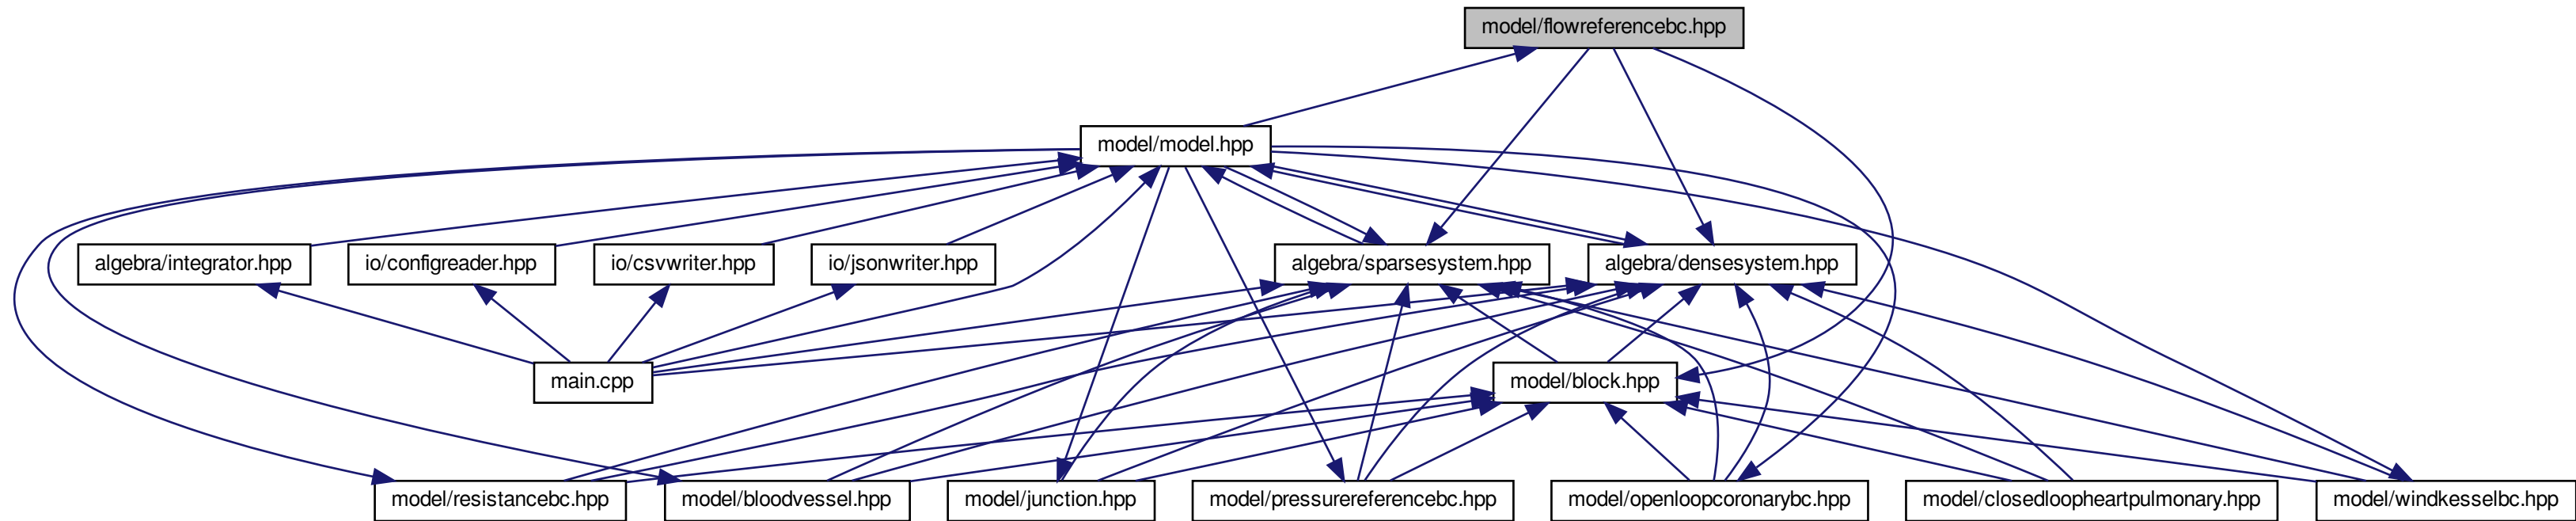 model/flowreferencebc.hpp
model/model.hpp
algebra/integrator.hpp
io/configreader.hpp
io/csvwriter.hpp
io/jsonwriter.hpp
algebra/sparsesystem.hpp
algebra/densesystem.hpp
main.cpp
model/block.hpp
model/resistancebc.hpp
model/bloodvessel.hpp
model/junction.hpp
model/pressurereferencebc.hpp
model/openloopcoronarybc.hpp
model/closedloopheartpulmonary.hpp
model/windkesselbc.hpp